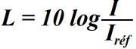 L = 10 log I / I_réf